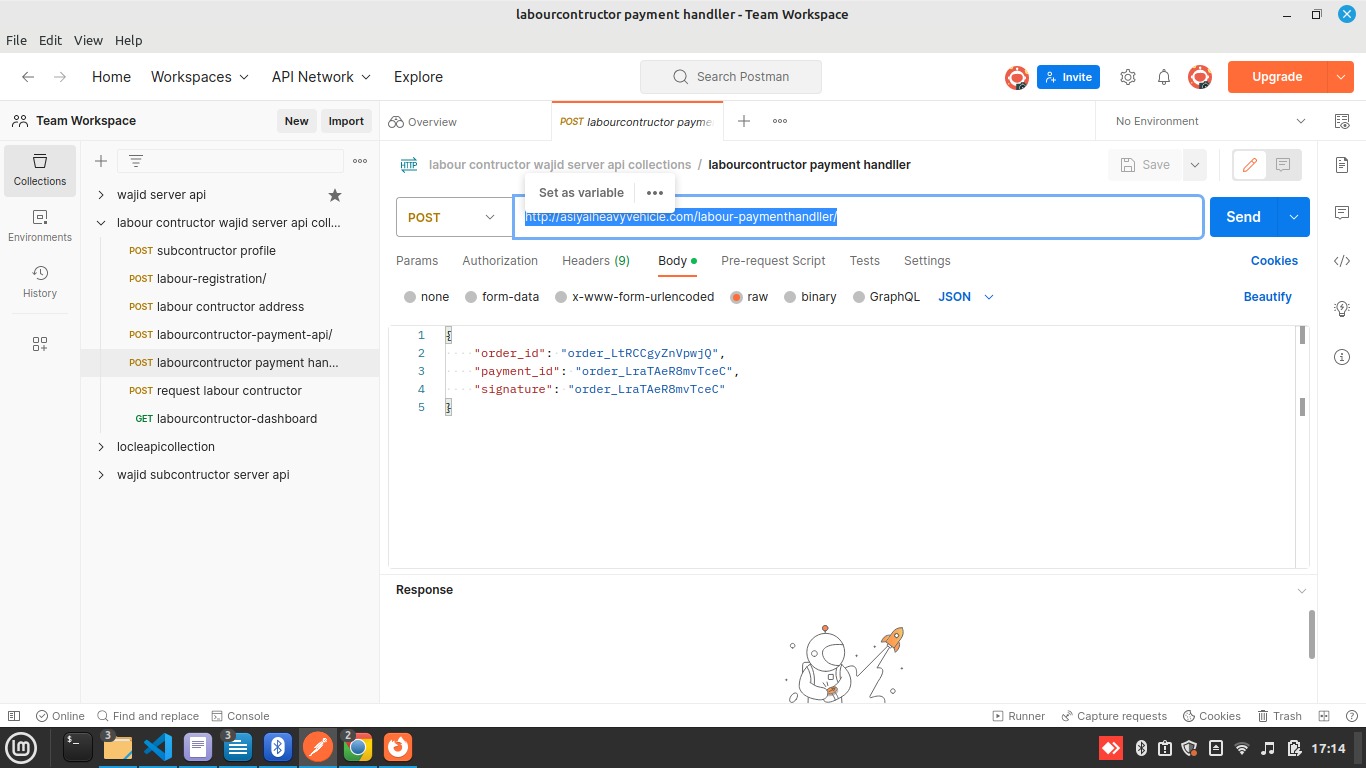 labourcontructor payment handller - Team Workspace
File Edit View Help
Home Workspaces API Network Explore
Search Postman
Invite
Upgrade
Team Workspace
New
Import
Overview
POST labourcontructor payme
No Environment
Collections
Environments
History
wajid server api
labour contructor wajid server api coll...
POST subcontructor profile
POST labour-registration/
POST labour contructor address
POST labourcontructor-payment-api/
POST labourcontructor payment han...
POST request labour contructor
GET labourcontructor-dashboard
locleapicollection
wajid subcontructor server api
HTTP labour contructor wajid server api collections / labourcontructor payment handller
Save
Set as variable
POST
http://asiyaiheavyvehicle.com/labour-paymenthandller/
Send
Params Authorization Headers (9) Body Pre-request Script Tests Settings
Cookies
none form-data x-www-form-urlencoded raw binary GraphQL JSON
Beautify
1 {
2 "order_id": "order_LtRCCgyZnVpwjQ",
3 "payment_id": "order_LraTAeR8mvTceC",
4 "signature": "order_LraTAeR8mvTceC"
5 }
Response
Online Find and replace Console
Runner Capture requests Cookies Trash
3
3
2
17:14